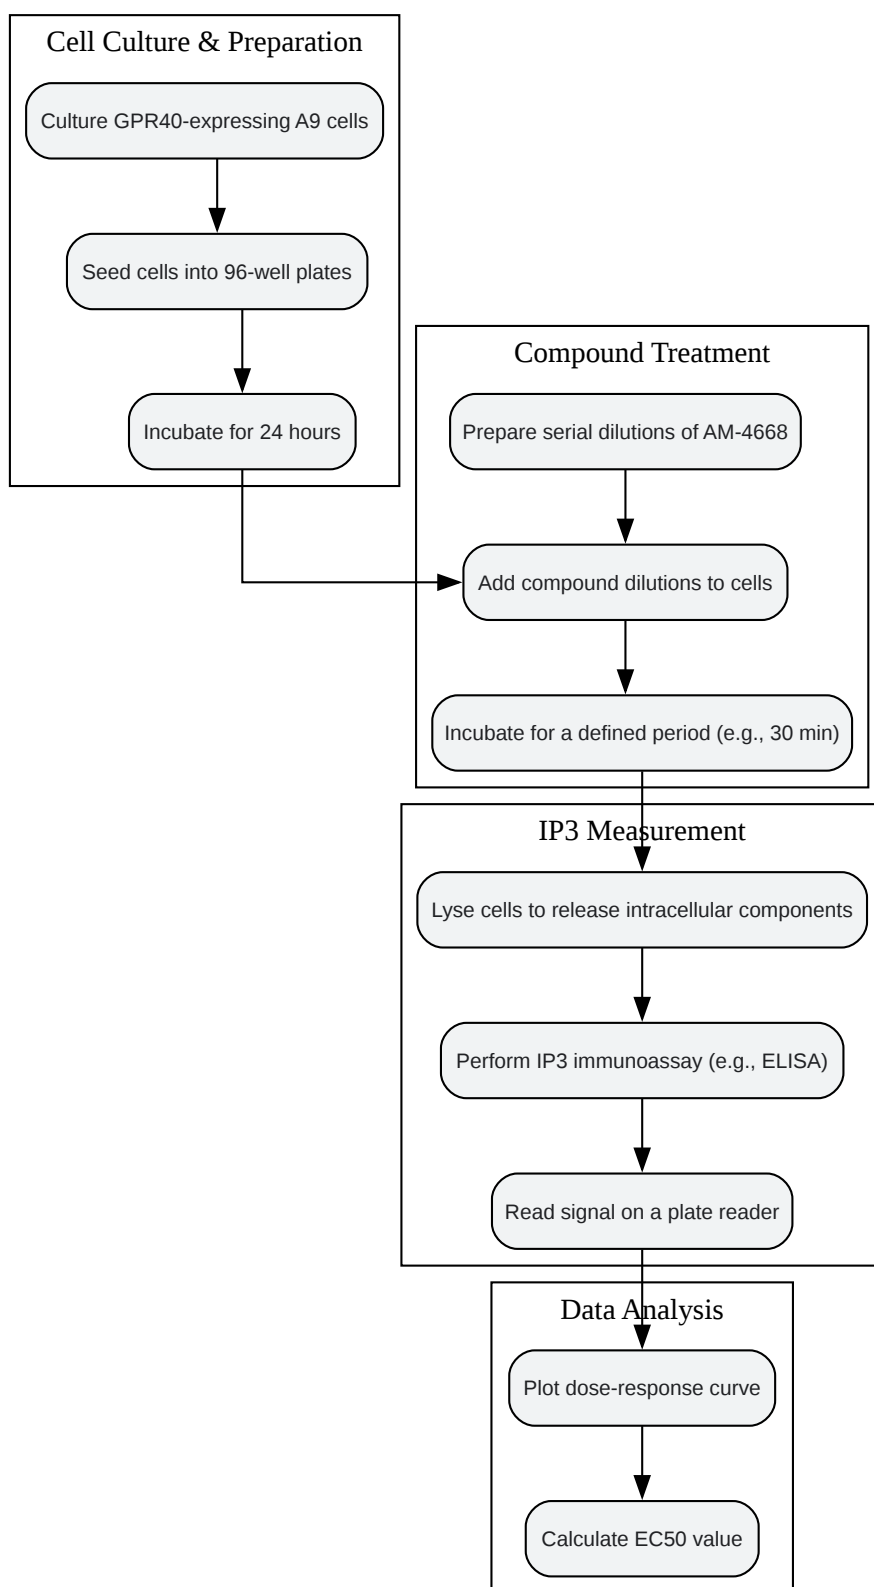 Cell Culture & Preparation
Culture GPR40-expressing A9 cells
Seed cells into 96-well plates
Incubate for 24 hours
Compound Treatment
Prepare serial dilutions of AM-4668
Add compound dilutions to cells
Incubate for a defined period (e.g., 30 min)
IP3 Measurement
Lyse cells to release intracellular components
Perform IP3 immunoassay (e.g., ELISA)
Read signal on a plate reader
Data Analysis
Plot dose-response curve
Calculate EC50 value